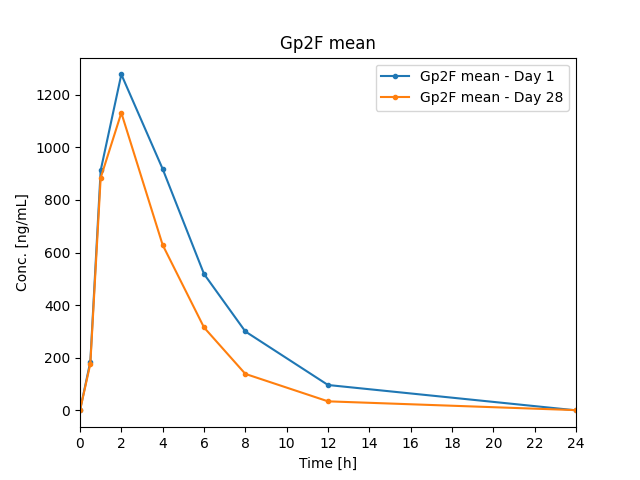 Gp2F mean
Gp2F mean - Day 1
Gp2F mean - Day 28
Conc. [ng/mL]
1200
1000
800
600
400
200
0
0 2 4 6 8 10 12 14 16 18 20 22 24
Time [h]